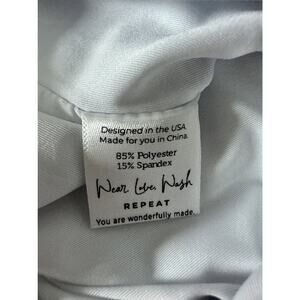 Designed in the USA.
Made for you in China.
85% Polyester
15% Spandex
Wear, Love, Wash
REPEAT
You are wonderfully made.